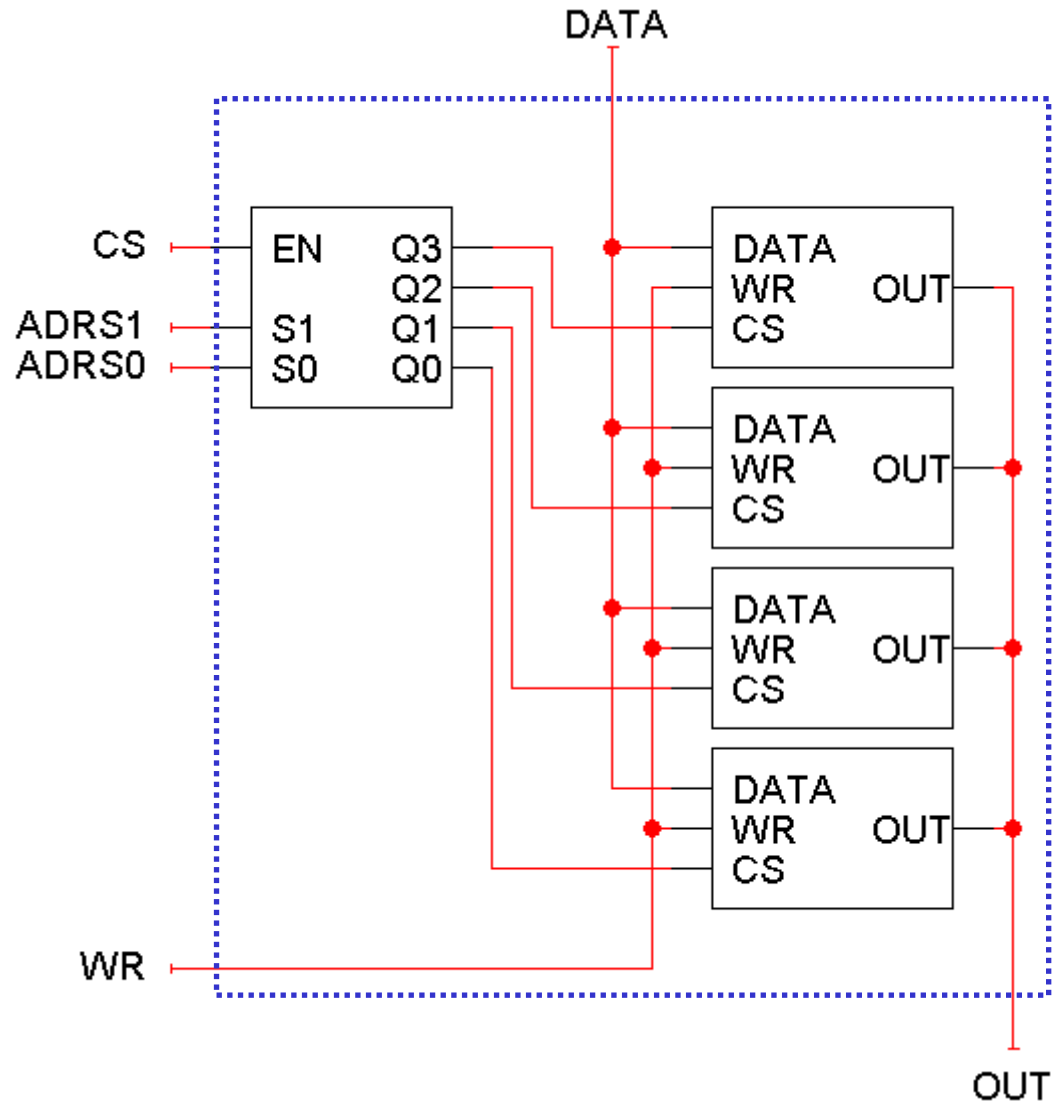 DATA
CS
ADRS1
ADRS0
EN Q3
Q2
S1 Q1
S0 Q0
DATA
WR OUT
CS
DATA
WR OUT
CS
DATA
WR OUT
CS
DATA
WR OUT
CS
WR
OUT